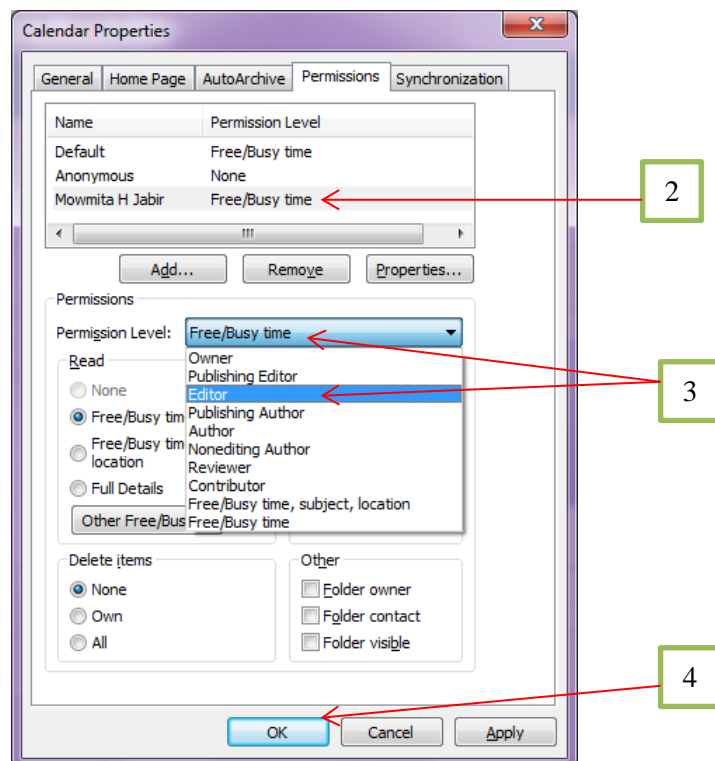 Calendar Properties
General Home Page AutoArchive Permissions Synchronization
Name Permission Level
Default Free/Busy time
Anonymous None
Mowmita H Jabir Free/Busy time
2
Add... Remove Properties...
Permissions
Permission Level: Free/Busy time
Owner
Publishing Editor
Editor
Publishing Author
Author
Nonediting Author
Reviewer
Contributor
Free/Busy time, subject, location
Free/Busy time
3
Read
None
Free/Busy tim
Free/Busy tim
location
Full Details
Other Free/Bus
Delete items
None
Own
All
Other
Folder owner
Folder contact
Folder visible
4
OK Cancel Apply